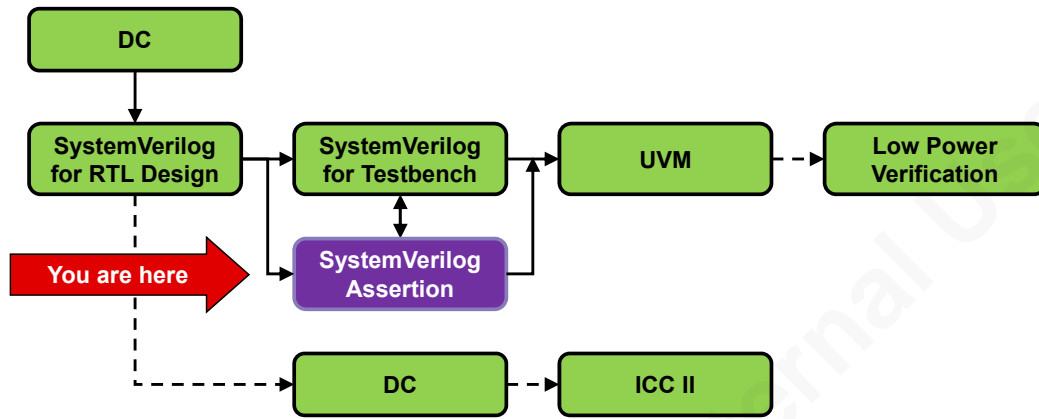 DC
SystemVerilog
for RTL Design
SystemVerilog
for Testbench
UVM
Low Power
Verification
You are here
SystemVerilog
Assertion
DC
ICC II